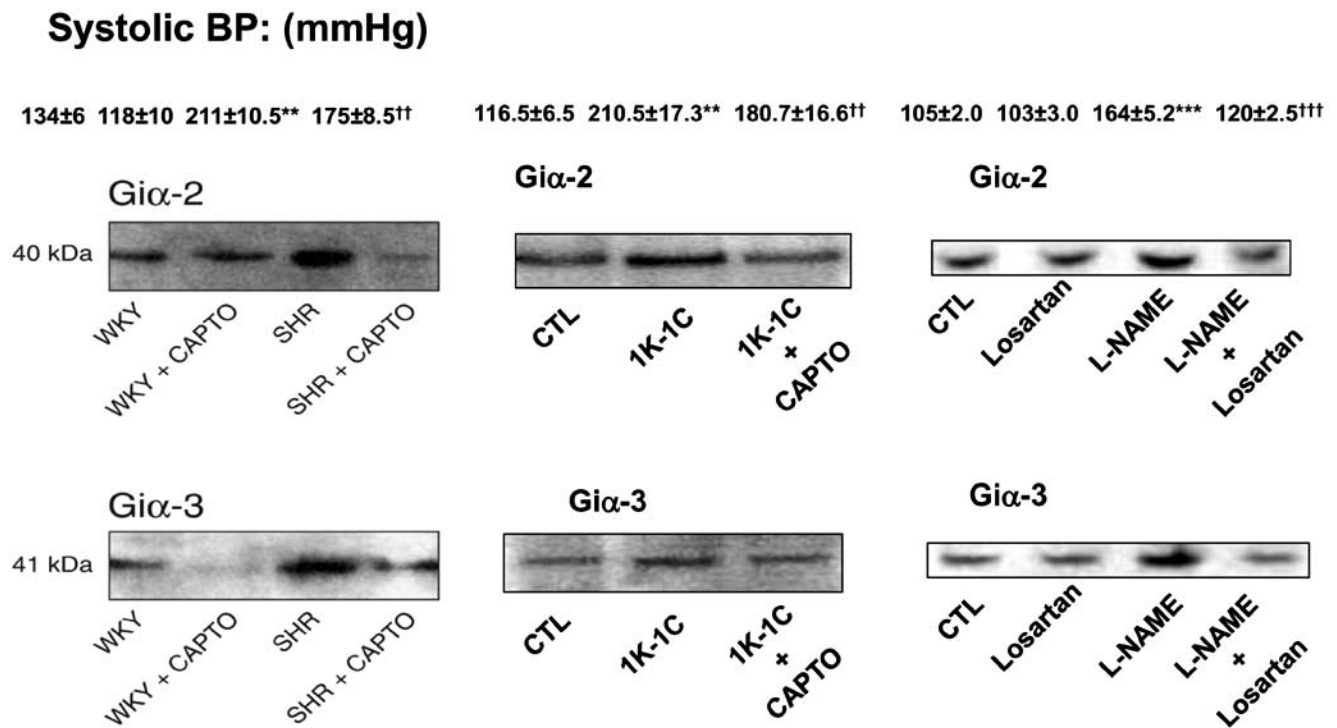 Systolic BP: (mmHg)
134±6 118±10 211±10.5** 175±8.5†† 116.5±6.5 210.5±17.3** 180.7±16.6†† 105±2.0 103±3.0 164±5.2*** 120±2.5†††
Giα-2 Giα-2 Giα-2
40 kDa
WKY
WKY + CAPTO
SHR
SHR + CAPTO
CTL
1K-1C
1K-1C
+
CAPTO
CTL
Losartan
L-NAME
L-NAME
+
Losartan
Giα-3 Giα-3 Giα-3
41 kDa
WKY
WKY + CAPTO
SHR
SHR + CAPTO
CTL
1K-1C
1K-1C
+
CAPTO
CTL
Losartan
L-NAME
L-NAME
+
Losartan